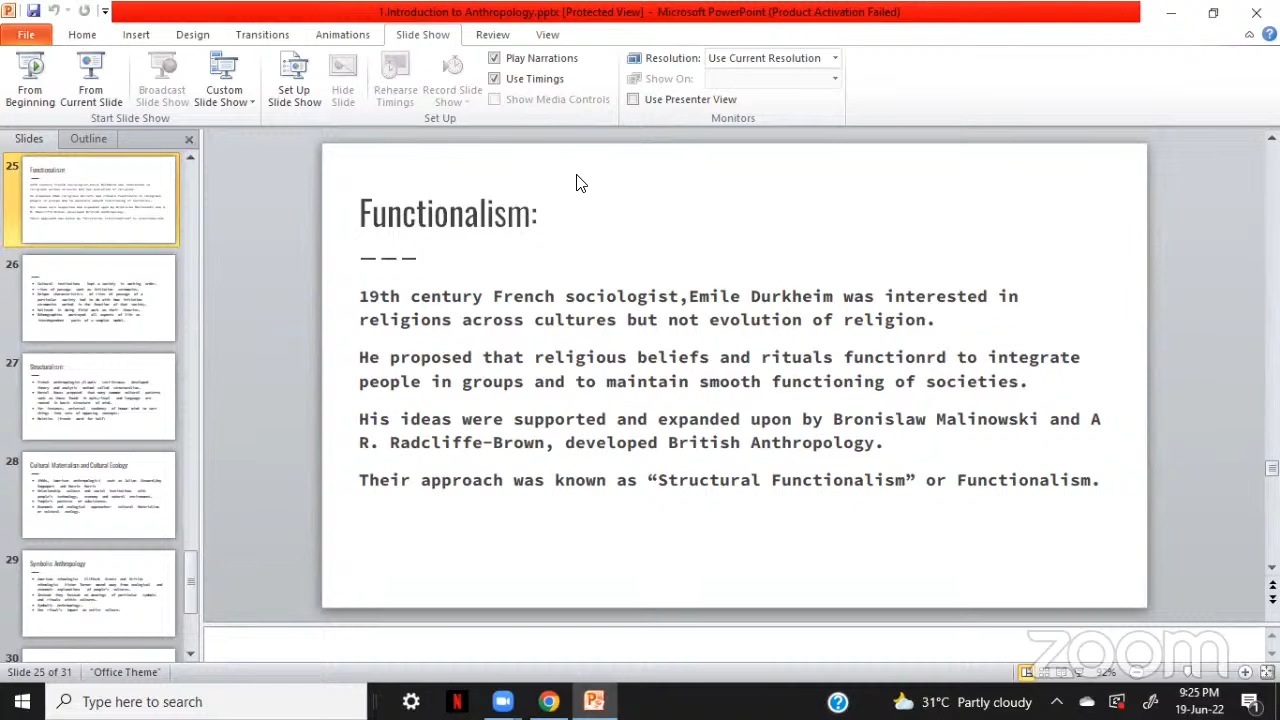 1.Introduction to Anthropology.pptx [Protected View] - Microsoft PowerPoint (Product Activation Failed)
File Home Insert Design Transitions Animations Slide Show Review View
From Beginning
From Current Slide
Broadcast Slide Show
Custom Slide Show
Start Slide Show
Set Up Slide Show
Hide Slide
Rehearse Timings
Record Slide Show
Play Narrations
Use Timings
Show Media Controls
Set Up
Resolution: Use Current Resolution
Show On:
Use Presenter View
Monitors
Slides Outline
25
Functionalism
26
27
Structuralism:
28
Cultural Materialism and Cultural Ecology
29
Symbolic Anthropology
30
Functionalism:
19th century French sociologist,Emile Durkheim was interested in
religions across cultures but not evolution of religion.
He proposed that religious beliefs and rituals functionrd to integrate
people in groups and to maintain smooth functioning of societies.
His ideas were supported and expanded upon by Bronislaw Malinowski and A
R. Radcliffe-Brown, developed British Anthropology.
Their approach was known as “Structural Functionalism” or Functionalism.
zoom
Slide 25 of 31 "Office Theme" 92%
Type here to search
31°C Partly cloudy
9:25 PM
19-Jun-22